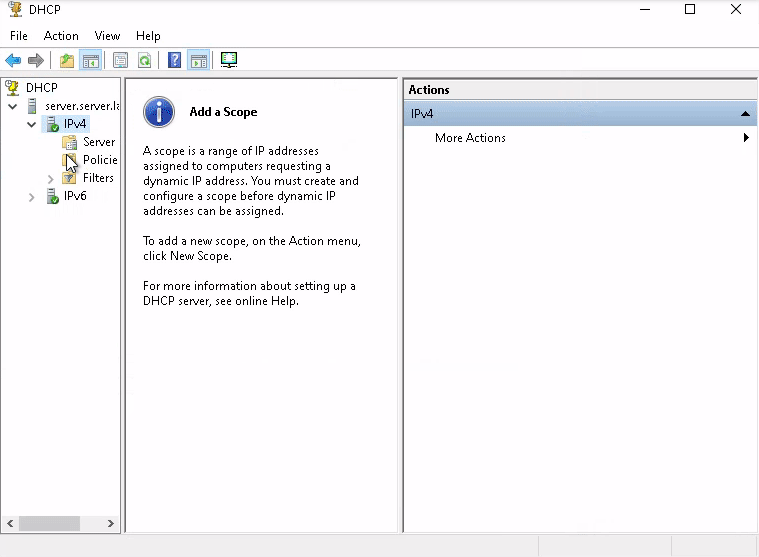 DHCP
File Action View Help
DHCP
server.server.la
IPv4
Server
Policie
Filters
IPv6
Add a Scope
A scope is a range of IP addresses
assigned to computers requesting a
dynamic IP address. You must create and
configure a scope before dynamic IP
addresses can be assigned.
To add a new scope, on the Action menu,
click New Scope.
For more information about setting up a
DHCP server, see online Help.
Actions
IPv4
More Actions